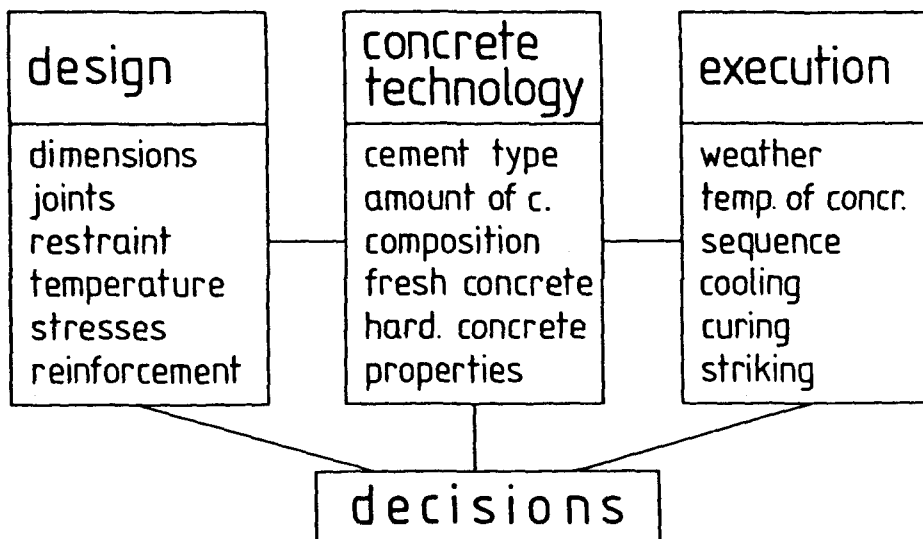 design
dimensions
joints
restraint
temperature
stresses
reinforcement
concrete
technology
cement type
amount of c.
composition
fresh concrete
hard. concrete
properties
execution
weather
temp. of concr.
sequence
cooling
curing
striking
decisions